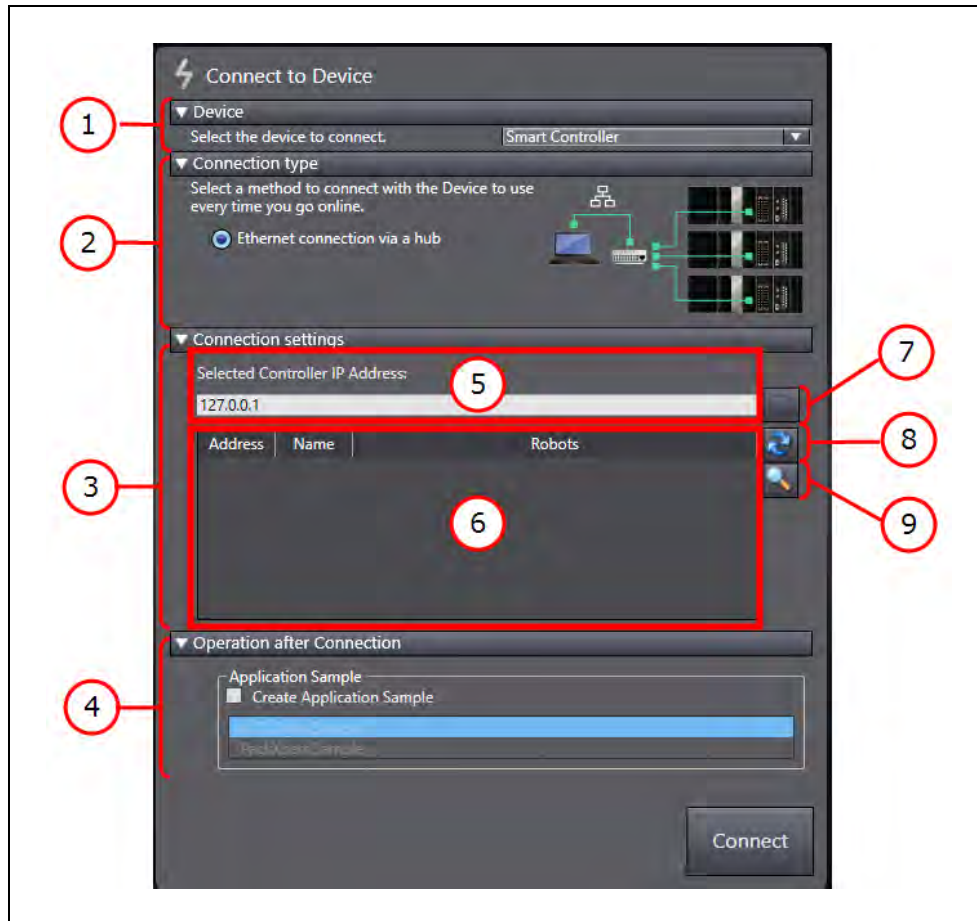 Connect to Device
1
Device
Select the device to connect.
Smart Controller
2
Connection type
Select a method to connect with the Device to use
every time you go online.
Ethernet connection via a hub
3
Connection settings
Selected Controller IP Address:
5
7
127.0.0.1
8
Address Name Robots
6
9
4
Operation after Connection
Application Sample
Create Application Sample
Connect